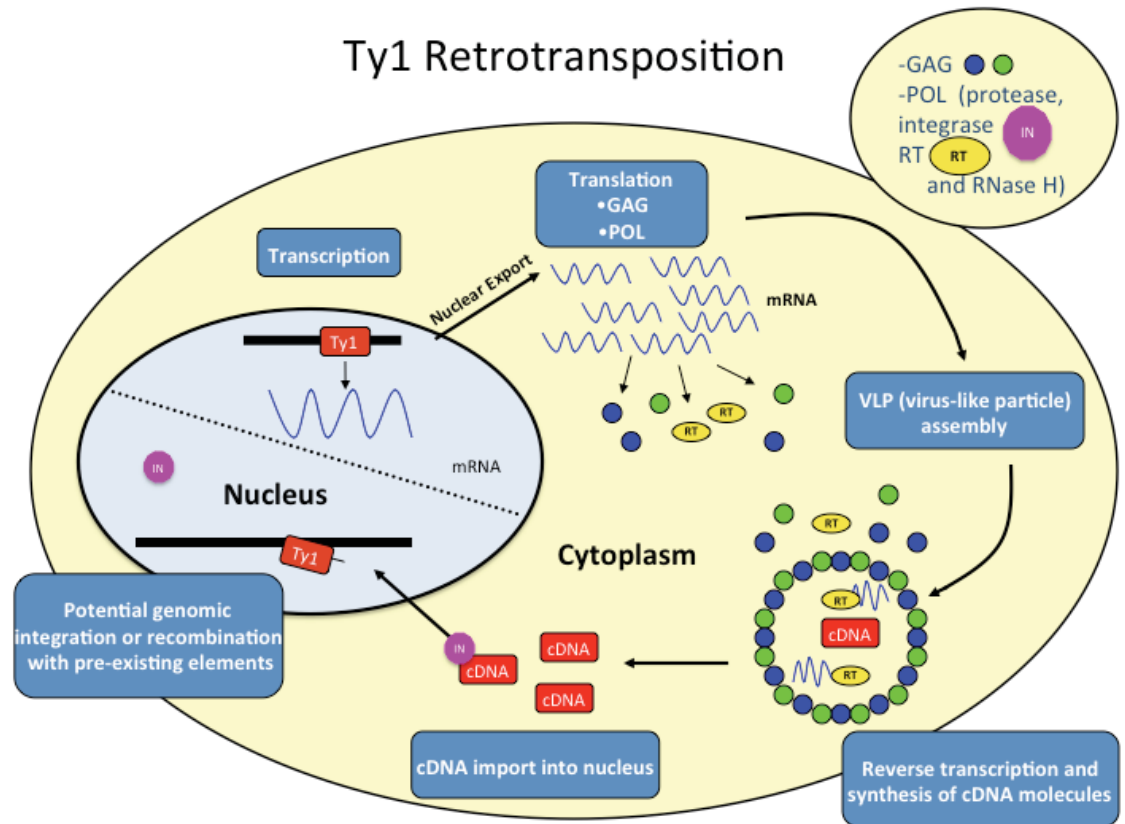 Ty1 Retrotransposition
-GAG
-POL (protease,
integrase
IN
RT
RT
and RNase H)
Translation
•GAG
•POL
Transcription
Nuclear Export
mRNA
Ty1
RT
RT
VLP (virus-like particle)
assembly
mRNA
IN
Nucleus
Ty1
Cytoplasm
RT
RT
cDNA
RT
Potential genomic
integration or recombination
with pre-existing elements
IN
cDNA
cDNA
cDNA
cDNA import into nucleus
Reverse transcription and
synthesis of cDNA molecules